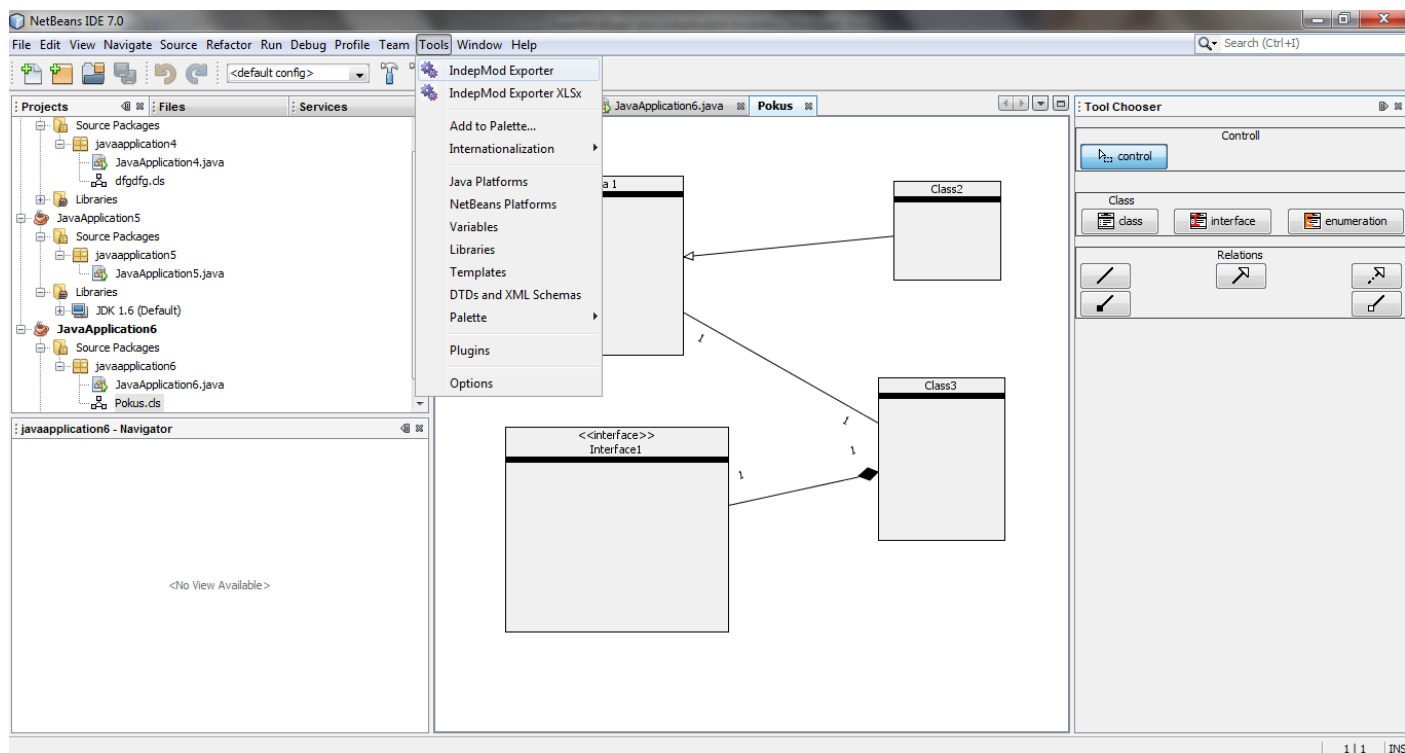 NetBeans IDE 7.0
File Edit View Navigate Source Refactor Run Debug Profile Team Tools Window Help
Search (Ctrl+I)
<default config>
Projects
Files
Services
Source Packages
javaapplication4
JavaApplication4.java
dfgdfg.cls
Libraries
JavaApplication5
Source Packages
javaapplication5
JavaApplication5.java
Libraries
JDK 1.6 (Default)
JavaApplication6
Source Packages
javaapplication6
JavaApplication6.java
Pokus.cls
javaapplication6 - Navigator
<No View Available>
IndepMod Exporter
IndepMod Exporter XLSx
Add to Palette...
Internationalization
Java Platforms
NetBeans Platforms
Variables
Libraries
Templates
DTDs and XML Schemas
Palette
Plugins
Options
JavaApplication6.java
Pokus
a 1
Class2
1
Class3
1
1
<<interface>>
Interface1
1
Tool Chooser
Controll
control
Class
class
interface
enumeration
Relations
1 | 1
INS